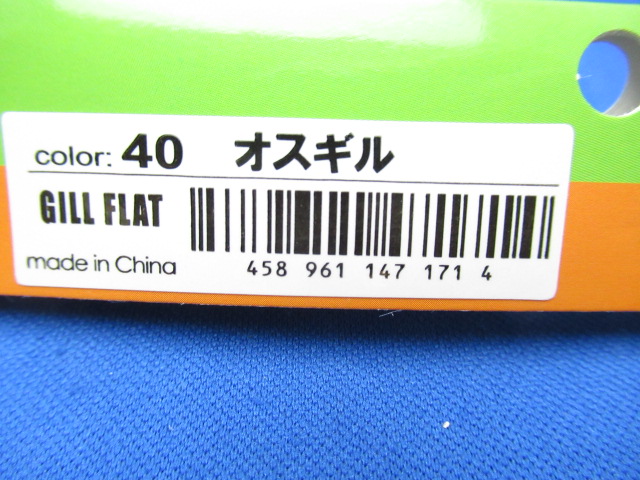 color: 40 オスギル
GILL FLAT
made in China
458 961 147 171 4